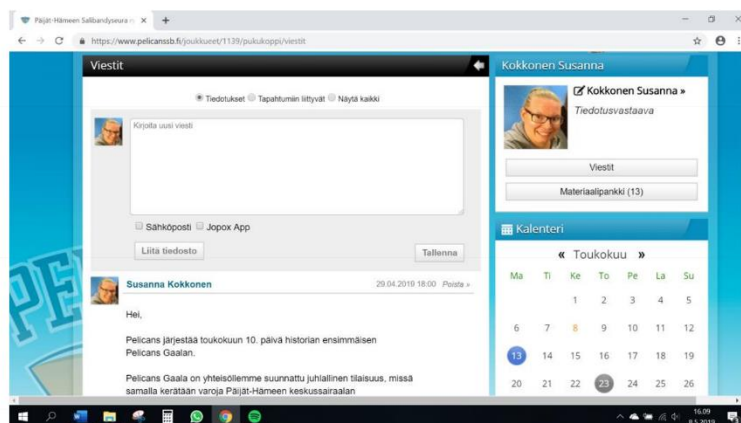 Päijät-Hämeen Salibandyseura ry
https://www.pelicanssb.fi/joukkueet/1139/pukukoppi/viestit
Viestit
Tiedotukset Tapahtumiin liittyvät Näytä kaikki
Kirjoita uusi viesti
Sähköposti Jopox App
Liitä tiedosto
Tallenna
Susanna Kokkonen
29.04.2019 18:00 Poista »
Hei,
Pelicans järjestää toukokuun 10. päivä historian ensimmäisen
Pelicans Gaalan.
Pelicans Gaala on yhteisöllemme suunnattu juhlallinen tilaisuus, missä
samalla kerätään varoja Päijät-Hämeen keskussairaalan
Kokkonen Susanna
Kokkonen Susanna »
Tiedotusvastaava
Viestit
Materiaalipankki (13)
Kalenteri
« Toukokuu »
Ma Ti Ke To Pe La Su
1 2 3 4 5
6 7 8 9 10 11 12
13 14 15 16 17 18 19
20 21 22 23 24 25 26
16.09
8.5.2019